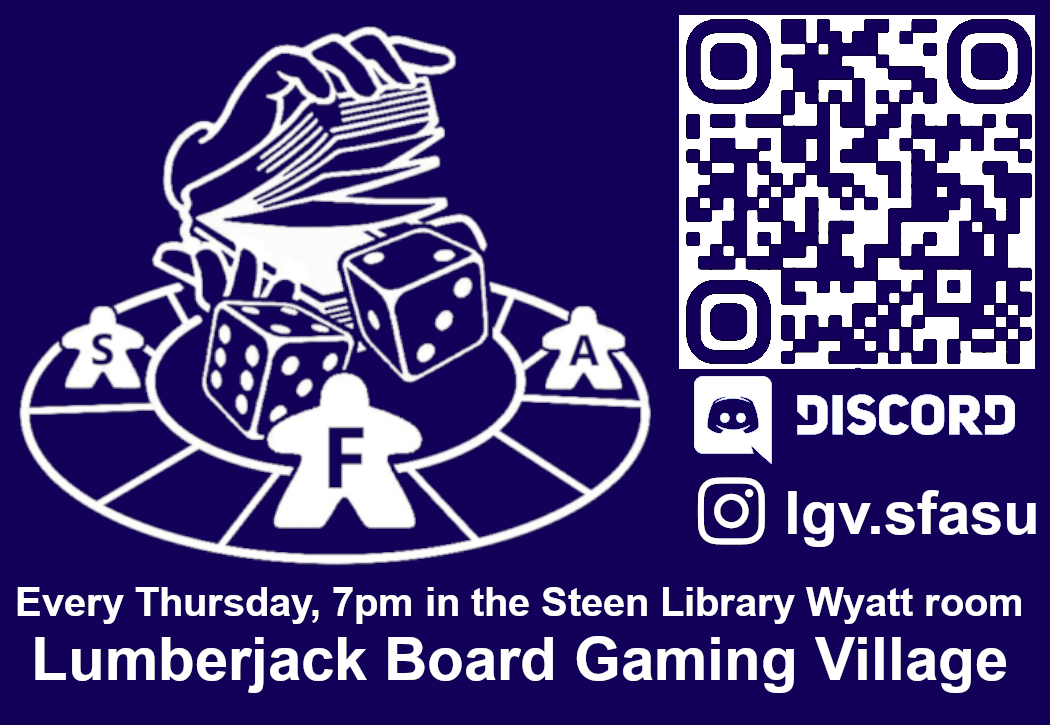 S
F
A
DISCORD
lgv.sfasu
Every Thursday, 7pm in the Steen Library Wyatt room
Lumberjack Board Gaming Village